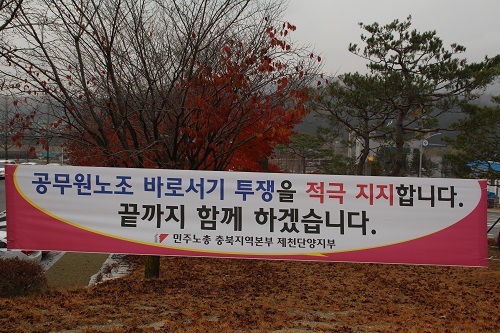 공무원노조 바로서기 투쟁을 적극 지지합니다.
끝까지 함께 하겠습니다.
민주노총 충북지역본부 제천단양지부